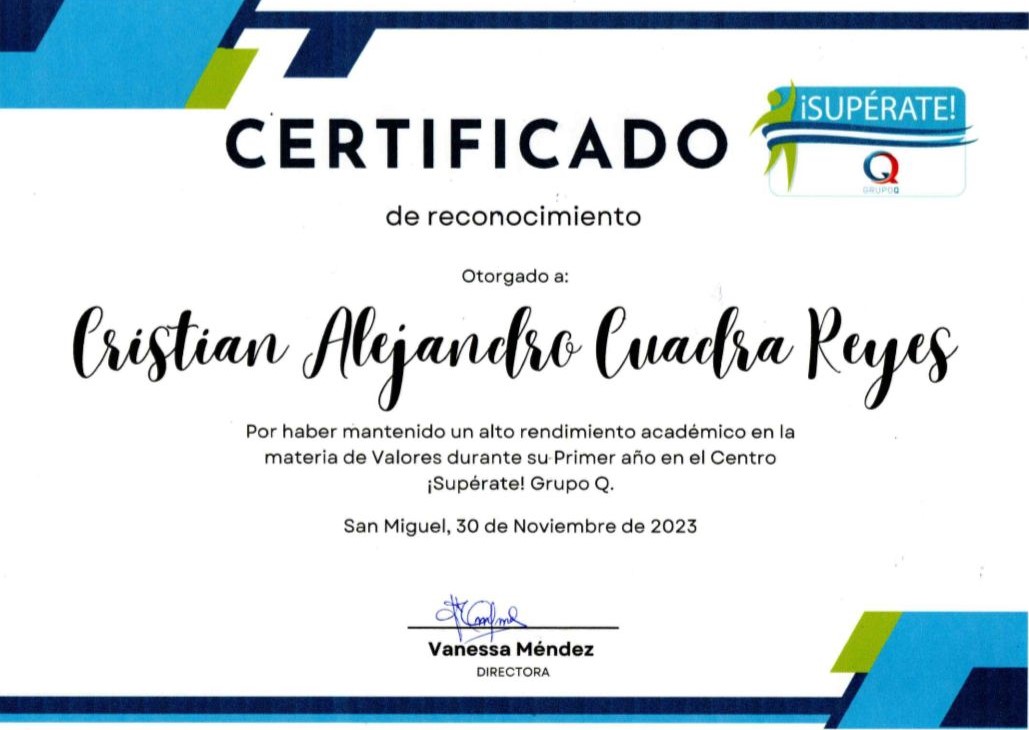 CERTIFICADO
¡SUPÉRATE!
GRUPOQ
de reconocimiento
Otorgado a:
Cristian Alejandro Cuadra Reyes
Por haber mantenido un alto rendimiento académico en la
materia de Valores durante su Primer año en el Centro
¡Supérate! Grupo Q.
San Miguel, 30 de Noviembre de 2023
Vanessa Méndez
DIRECTORA